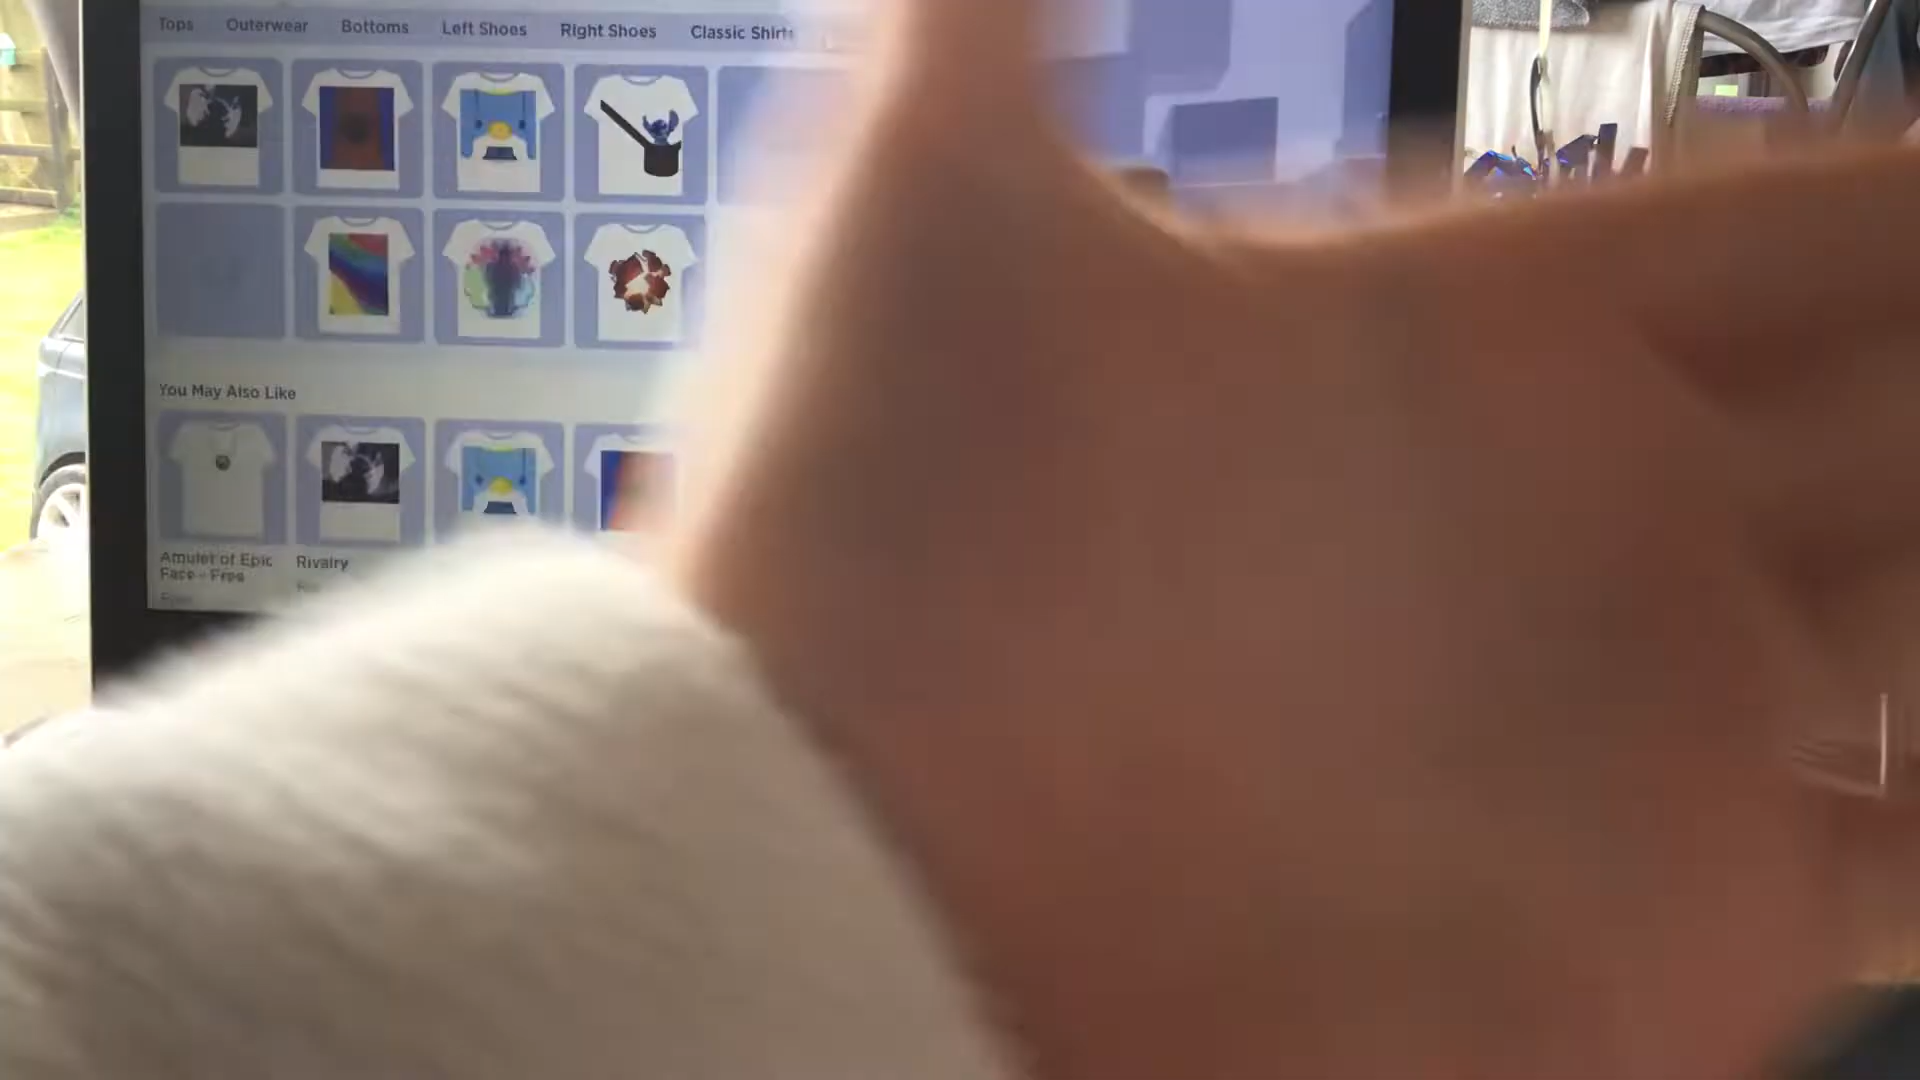 Tops Outerwear Bottoms Left Shoes Right Shoes Classic Shirts
You May Also Like
Amulet of Epic Rivalry
Face - Free
Free